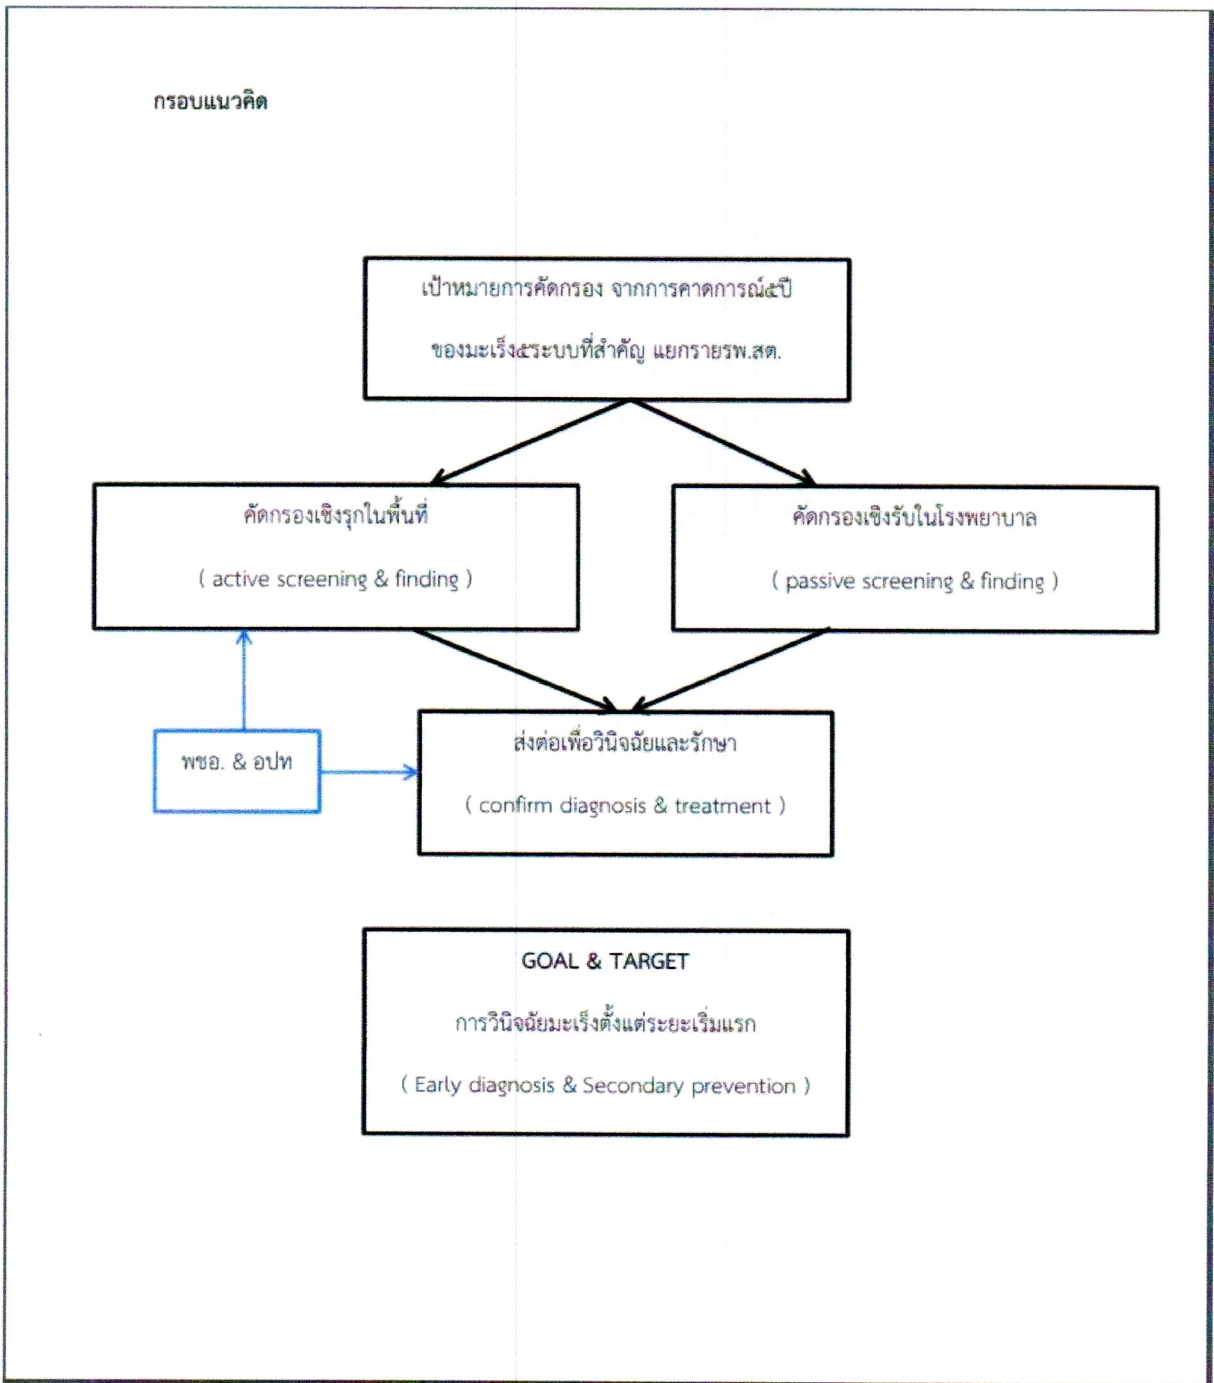 กรอบแนวคิด
เป้าหมายการคัดกรอง จากการคาดการณ์๕ปี
ของมะเร็ง๕ระบบที่สำคัญ แยกรายรพ.สต.
คัดกรองเชิงรุกในพื้นที่
( active screening & finding )
คัดกรองเชิงรับในโรงพยาบาล
( passive screening & finding )
พชอ. & อปท
ส่งต่อเพื่อวินิจฉัยและรักษา
( confirm diagnosis & treatment )
GOAL & TARGET
การวินิจฉัยมะเร็งตั้งแต่ระยะเริ่มแรก
( Early diagnosis & Secondary prevention )